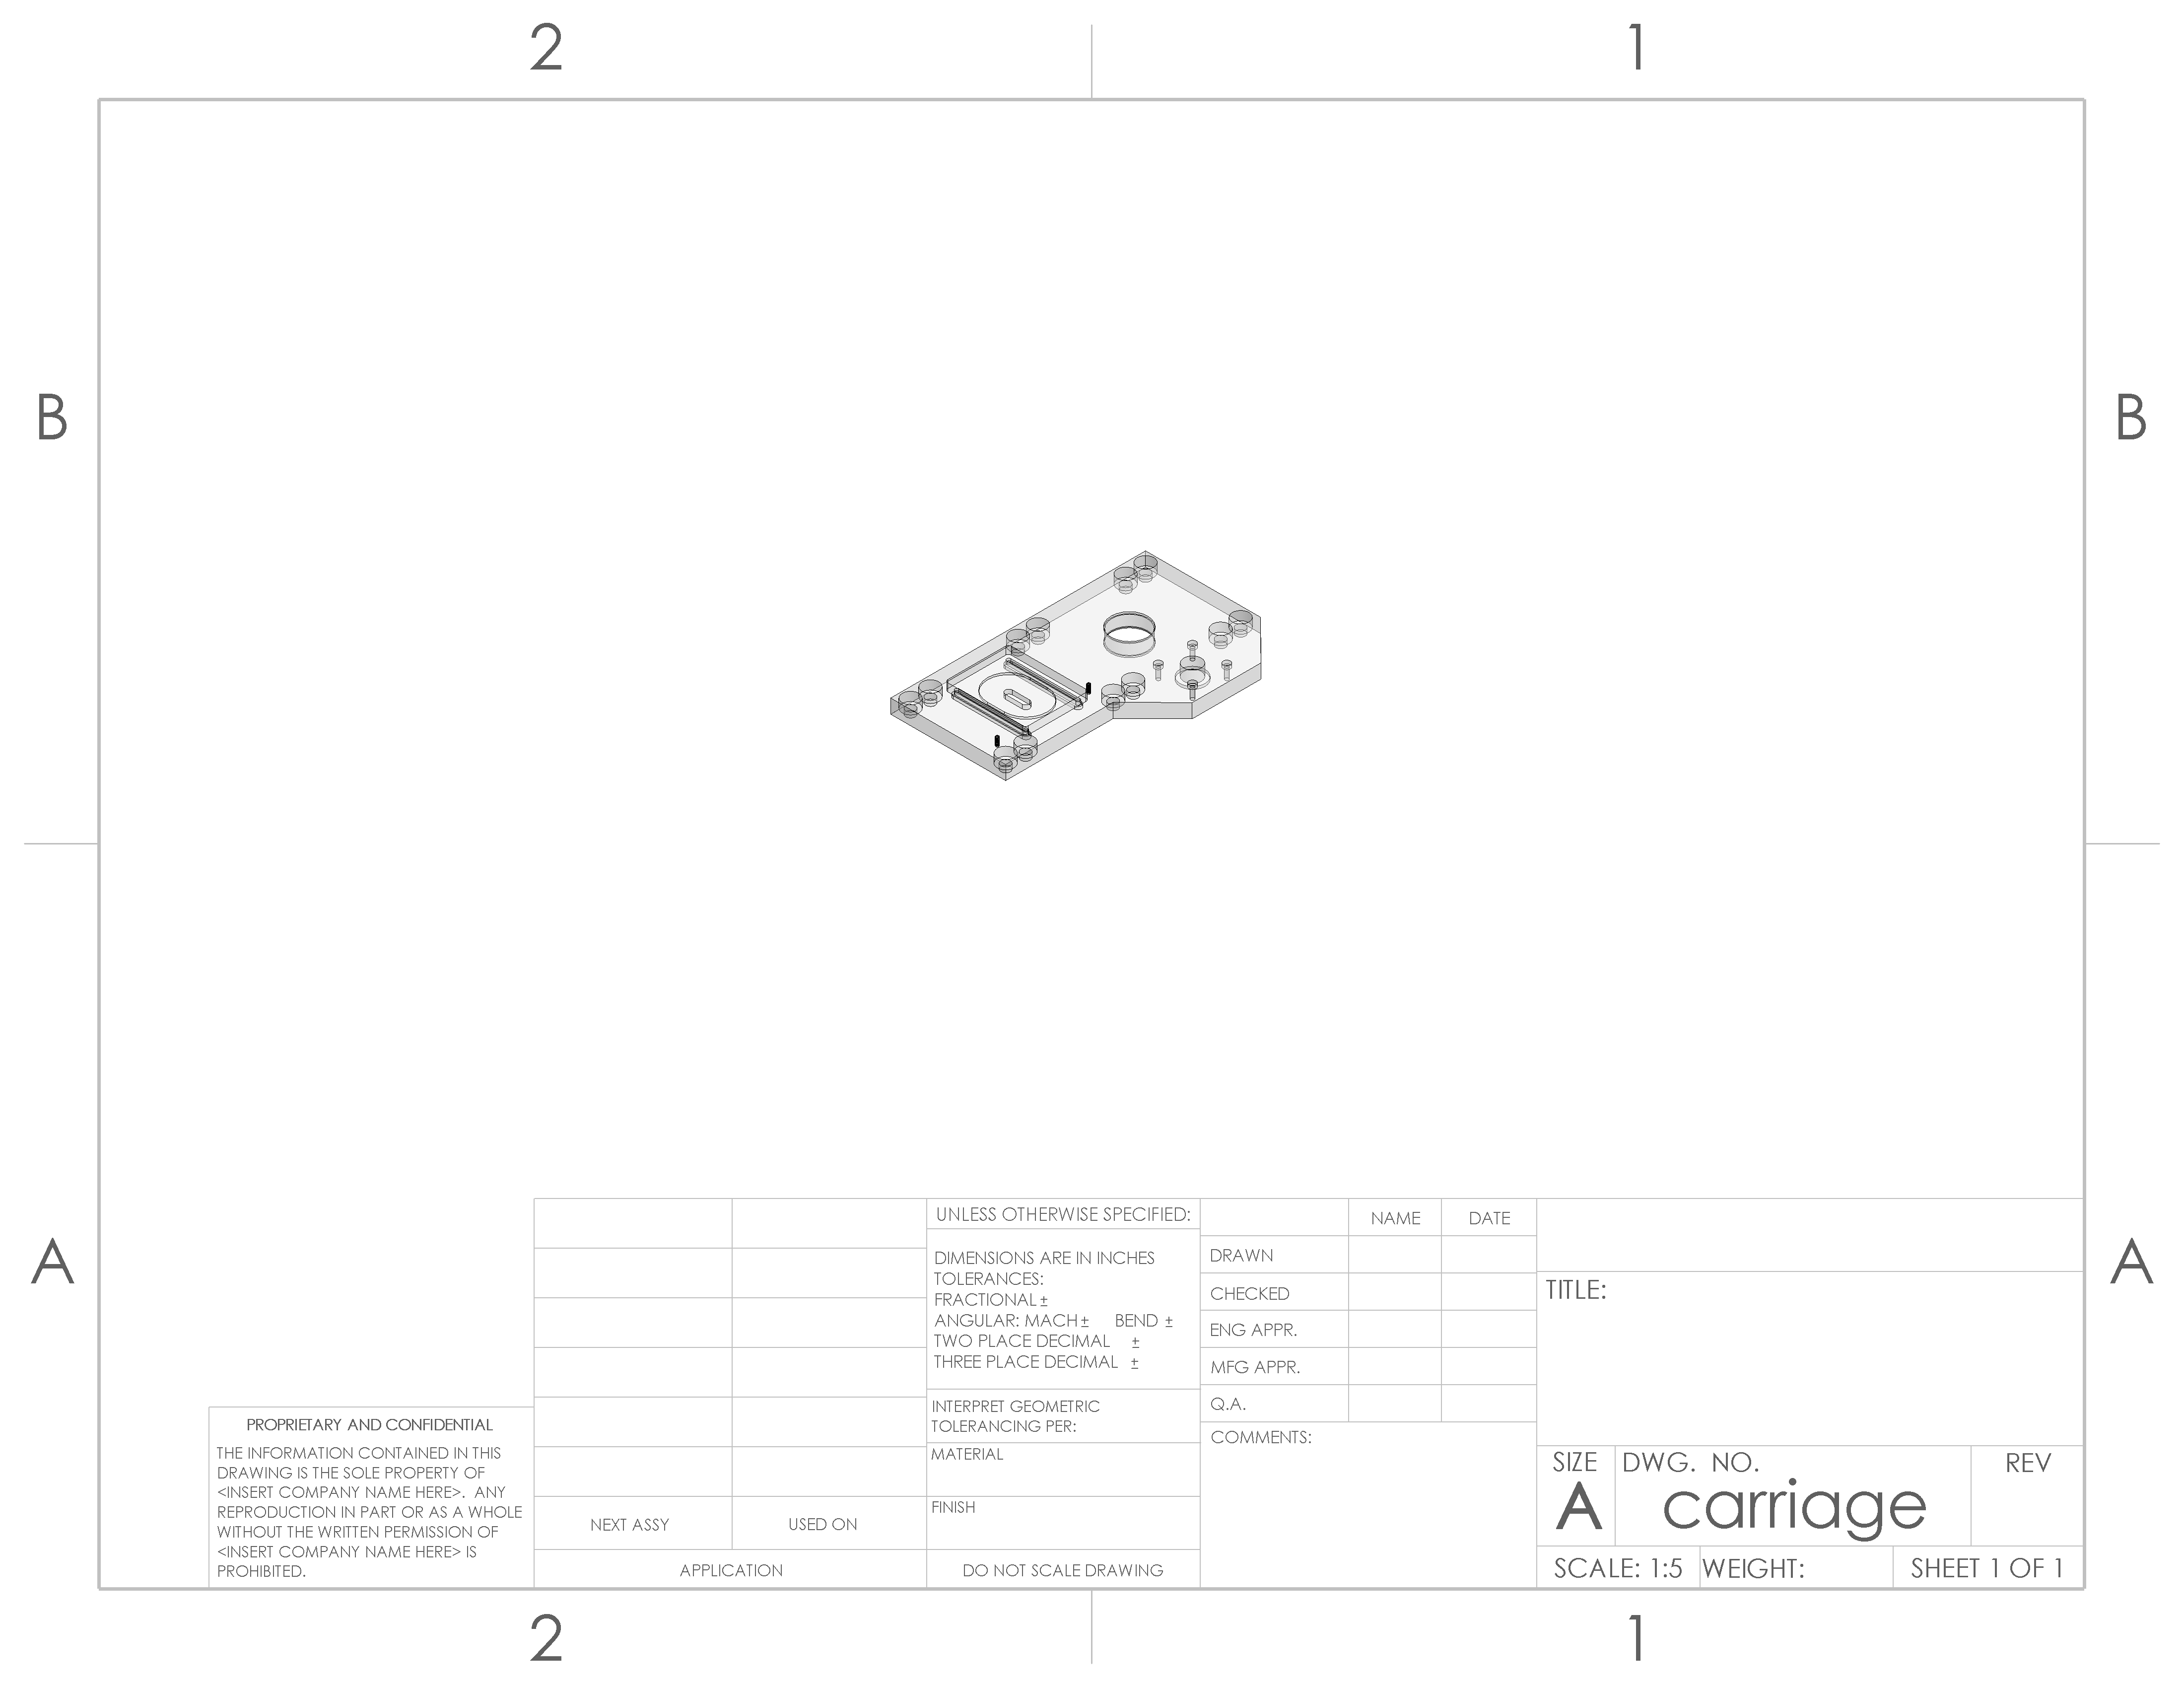 2 1
B B
A A
UNLESS OTHERWISE SPECIFIED:
DIMENSIONS ARE IN INCHES
TOLERANCES:
FRACTIONAL ±
ANGULAR: MACH ± BEND ±
TWO PLACE DECIMAL ±
THREE PLACE DECIMAL ±
INTERPRET GEOMETRIC
TOLERANCING PER:
MATERIAL
FINISH
DO NOT SCALE DRAWING
NAME DATE
DRAWN
CHECKED
ENG APPR.
MFG APPR.
Q.A.
COMMENTS:
TITLE:
SIZE DWG. NO. REV
A carriage
SCALE: 1:5 WEIGHT: SHEET 1 OF 1
PROPRIETARY AND CONFIDENTIAL
THE INFORMATION CONTAINED IN THIS
DRAWING IS THE SOLE PROPERTY OF
<INSERT COMPANY NAME HERE>. ANY
REPRODUCTION IN PART OR AS A WHOLE
WITHOUT THE WRITTEN PERMISSION OF
<INSERT COMPANY NAME HERE> IS
PROHIBITED.
NEXT ASSY USED ON
APPLICATION
2 1